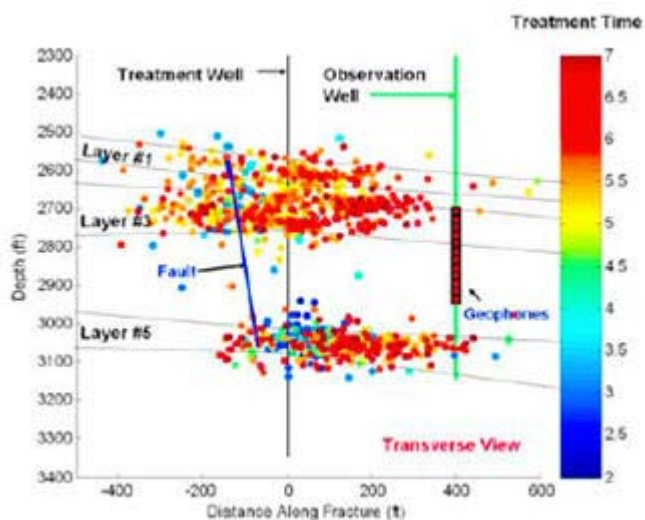 Treatment Time
Treatment Well
Observation
Well
Layer #1
Layer #3
Fault
Geophones
Layer #5
Transverse View
Depth (ft)
2300
2400
2500
2600
2700
2800
2900
3000
3100
3200
3300
3400
-400
-200
0
200
400
600
Distance Along Fracture (ft)
7
6.5
6
5.5
5
4.5
4
3.5
3
2.5
2